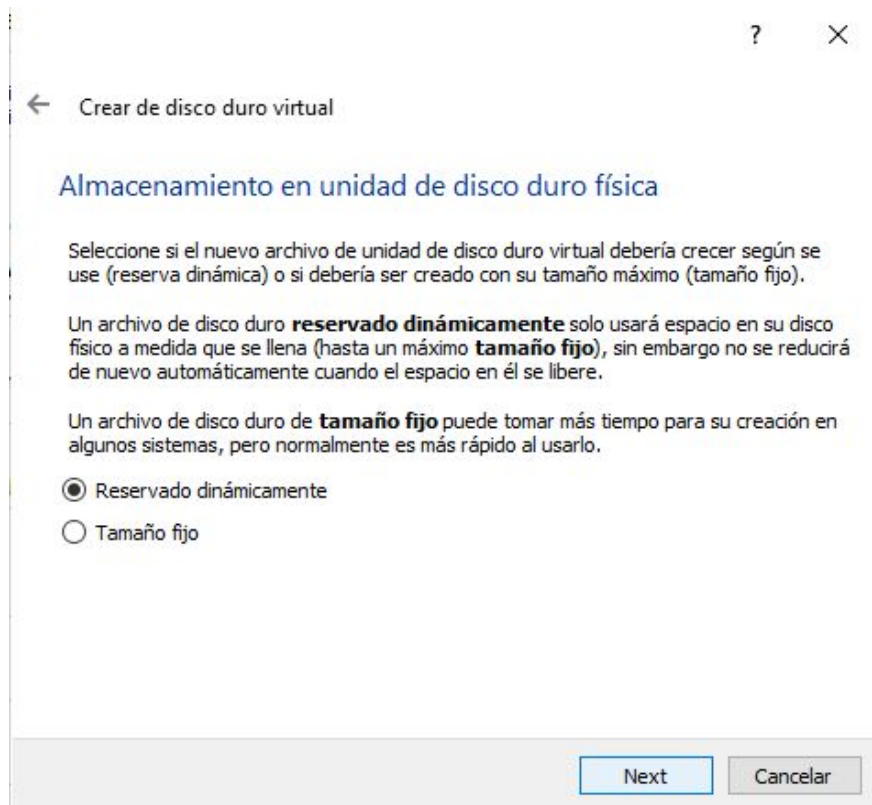 ?
Crear de disco duro virtual
Almacenamiento en unidad de disco duro física
Seleccione si el nuevo archivo de unidad de disco duro virtual debería crecer según se
use (reserva dinámica) o si debería ser creado con su tamaño máximo (tamaño fijo).
Un archivo de disco duro reservado dinámicamente solo usará espacio en su disco
físico a medida que se llena (hasta un máximo tamaño fijo), sin embargo no se reducirá
de nuevo automáticamente cuando el espacio en él se libere.
Un archivo de disco duro de tamaño fijo puede tomar más tiempo para su creación en
algunos sistemas, pero normalmente es más rápido al usarlo.
Reservado dinámicamente
Tamaño fijo
Next Cancelar